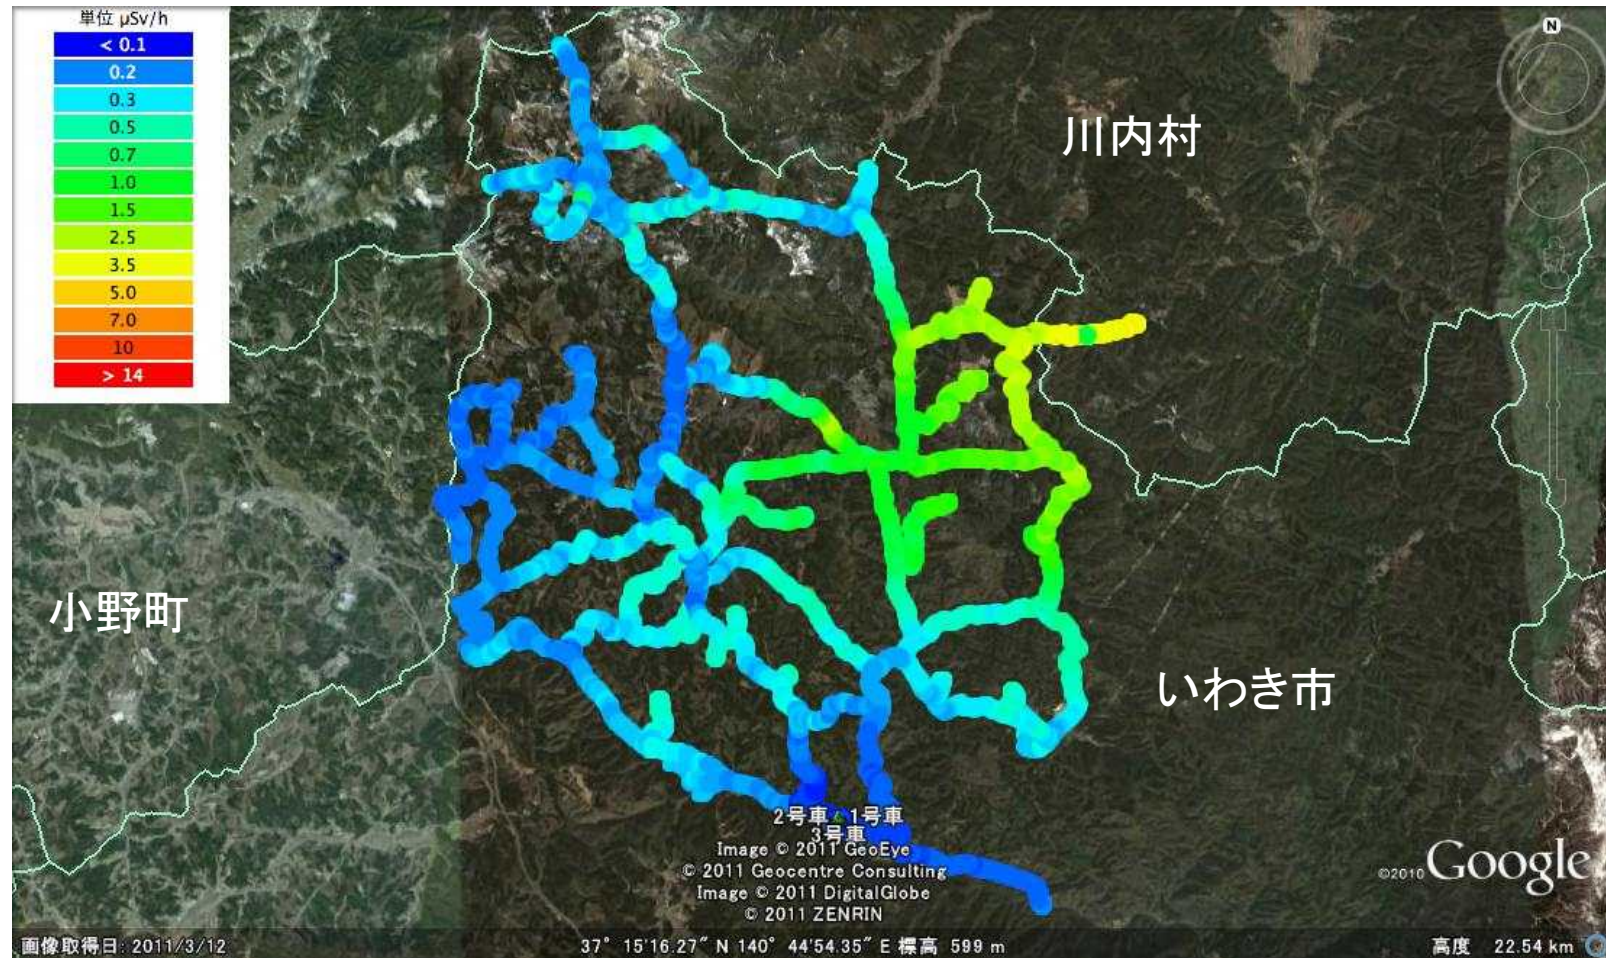 単位 μSv/h
< 0.1
0.2
0.3
0.5
0.7
1.0
1.5
2.5
3.5
5.0
7.0
10
> 14
N
川内村
小野町
いわき市
2号車 1号車
3号車
Image © 2011 GeoEye
© 2011 Geocentre Consulting
Image © 2011 DigitalGlobe
© 2011 ZENRIN
©2010 Google
画像取得日: 2011/3/12 37° 15'16.27" N 140° 44'54.35" E 標高 599 m 高度 22.54 km